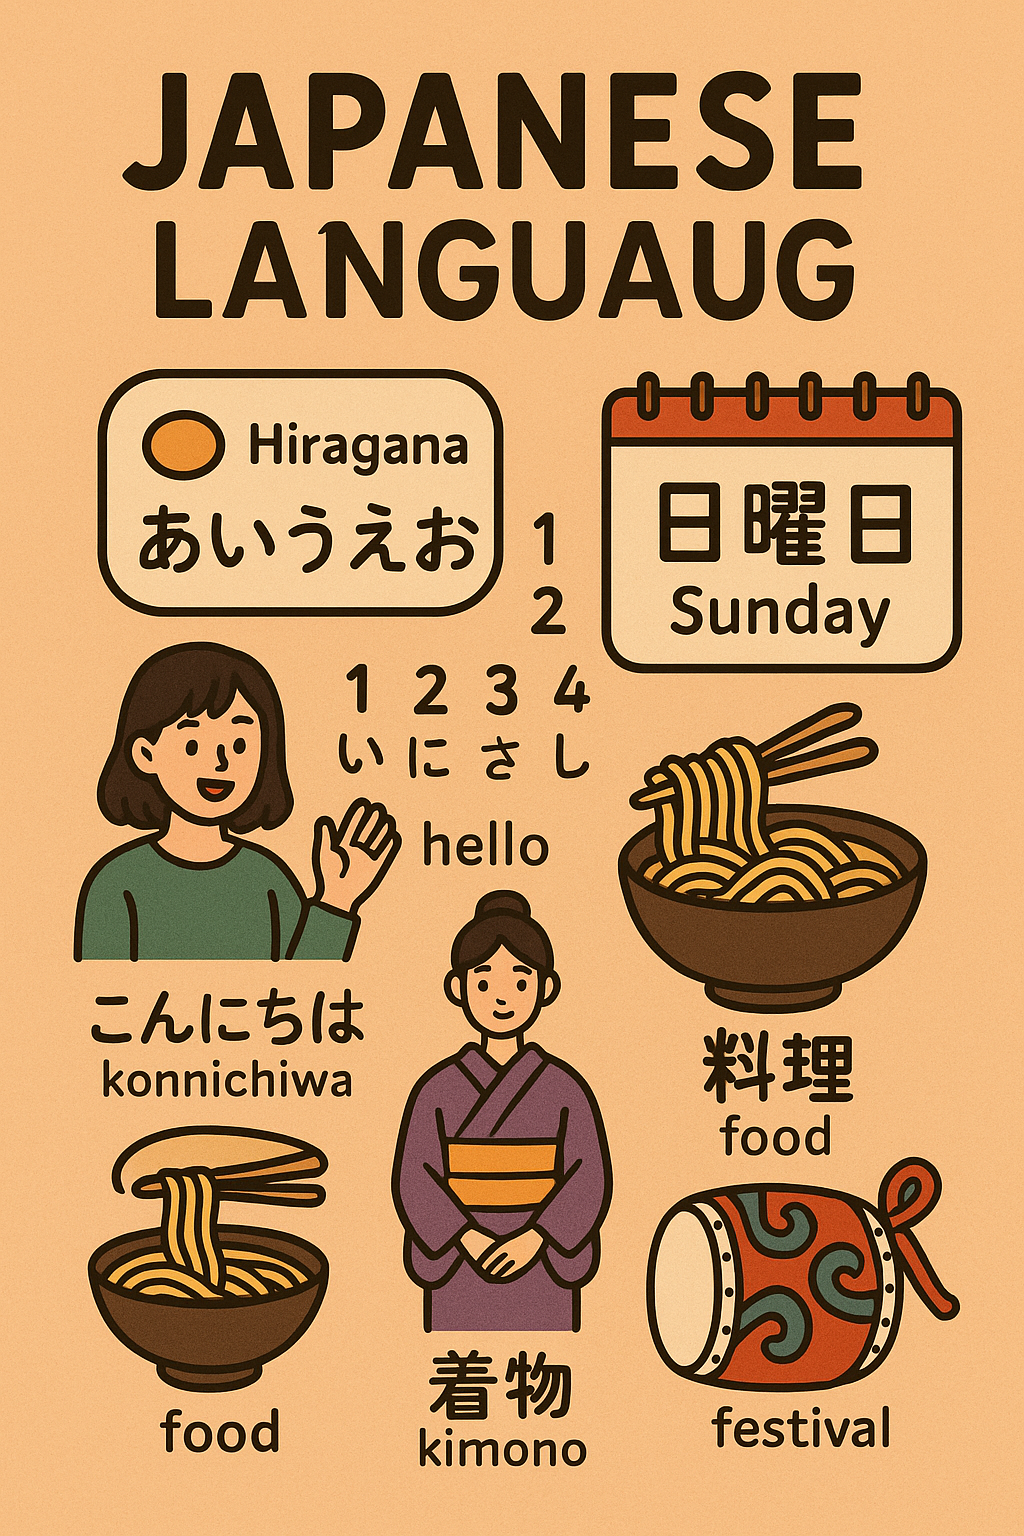 JAPANESE
LANGUAUG
Hiragana
あいうえお
1
2
日曜日
Sunday
1 2 3 4
い に さ し
hello
こんにちは
konnichiwa
料理
food
food
着物
kimono
festival